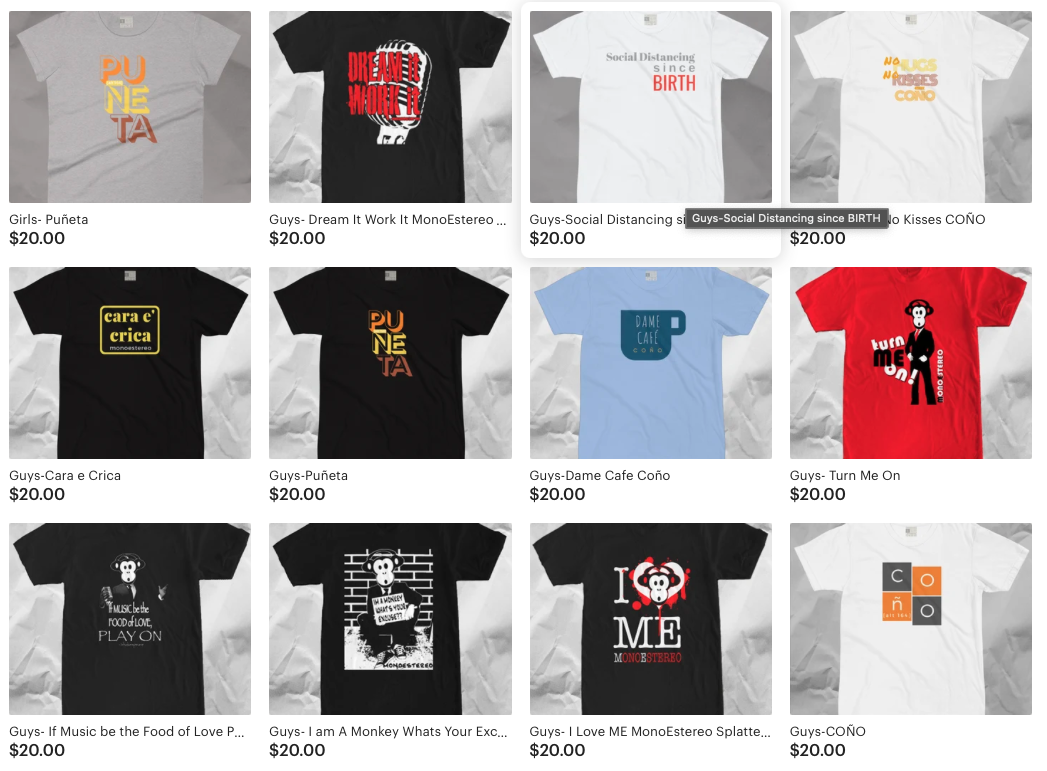 PU
ÑE
TA
DREAM it
WORK it
Social Distancing
since
BIRTH
NO HUGS
NO KISSES
COÑO
Girls- Puñeta
$20.00
Guys- Dream It Work It MonoEstereo ...
$20.00
Guys-Social Distancing si
$20.00
Guys-Social Distancing since BIRTH
No Kisses COÑO
$20.00
cara e'
crica
monoestereo
PU
ÑE
TA
DAME
CAFÉ
COÑO
turn
ME
on!
MONO STEREO
Guys-Cara e Crica
$20.00
Guys-Puñeta
$20.00
Guys-Dame Cafe Coño
$20.00
Guys- Turn Me On
$20.00
If MUSIC be the
FOOD of LOVE,
PLAY ON
I'M A MONKEY
WHAT'S YOUR
EXCUSE??
MONOESTEREO
I
ME
MONOESTEREO
C O
ñ O
Guys- If Music be the Food of Love P...
$20.00
Guys- I am A Monkey Whats Your Exc...
$20.00
Guys- I Love ME MonoEstereo Splatte...
$20.00
Guys-COÑO
$20.00